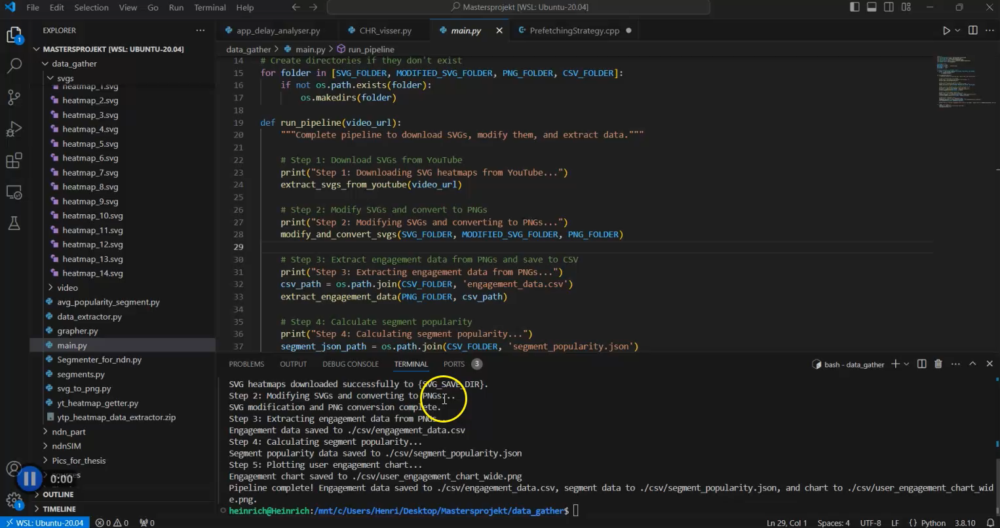 File Edit Selection View Go Run Terminal Help
Mastersprojekt [WSL: Ubuntu-20.04]
EXPLORER
MASTERSPROJEKT [WSL: UBUNTU-20.04]
data_gather
svgs
heatmap_1.svg
heatmap_2.svg
heatmap_3.svg
heatmap_4.svg
heatmap_5.svg
heatmap_6.svg
heatmap_7.svg
heatmap_8.svg
heatmap_9.svg
heatmap_10.svg
heatmap_11.svg
heatmap_12.svg
heatmap_13.svg
heatmap_14.svg
video
avg_popularity_segment.py
data_extractor.py
grapher.py
main.py
Segmenter_for_ndn.py
segments.py
svg_to_png.py
yt_heatmap_getter.py
ytp_heatmap_data_extractor.zip
ndn_part
ndnSIM
Pics_for_thesis
0:00
OUTLINE
TIMELINE
1
1
app_delay_analyser.py CHR_visser.py main.py PrefetchingStrategy.cpp
data_gather > main.py > run_pipeline
14 # Create directories if they don't exist
15 for folder in [SVG_FOLDER, MODIFIED_SVG_FOLDER, PNG_FOLDER, CSV_FOLDER]:
16 if not os.path.exists(folder):
17 os.makedirs(folder)
18
19 def run_pipeline(video_url):
20 """Complete pipeline to download SVGs, modify them, and extract data."""
21
22 # Step 1: Download SVGs from YouTube
23 print("Step 1: Downloading SVG heatmaps from YouTube...")
24 extract_svgs_from_youtube(video_url)
25
26 # Step 2: Modify SVGs and convert to PNGs
27 print("Step 2: Modifying SVGs and converting to PNGs...")
28 modify_and_convert_svgs(SVG_FOLDER, MODIFIED_SVG_FOLDER, PNG_FOLDER)
29
30 # Step 3: Extract engagement data from PNGs and save to CSV
31 print("Step 3: Extracting engagement data from PNGs...")
32 csv_path = os.path.join(CSV_FOLDER, 'engagement_data.csv')
33 extract_engagement_data(PNG_FOLDER, csv_path)
34
35 # Step 4: Calculate segment popularity
36 print("Step 4: Calculating segment popularity...")
37 segment_json_path = os.path.join(CSV_FOLDER, 'segment_popularity.json')
PROBLEMS OUTPUT DEBUG CONSOLE TERMINAL PORTS 3
bash - data_gather
SVG heatmaps downloaded successfully to {SVG_SAVE_DIR}.
Step 2: Modifying SVGs and converting to PNGs...
SVG modification and PNG conversion complete.
Step 3: Extracting engagement data from PNGs...
Engagement data saved to ./csv/engagement_data.csv
Step 4: Calculating segment popularity...
Segment popularity data saved to ./csv/segment_popularity.json
Step 5: Plotting user engagement chart...
Engagement chart saved to ./csv/user_engagement_chart_wide.png
Pipeline complete! Engagement data saved to ./csv/engagement_data.csv, segment data to ./csv/segment_popularity.json, and chart to ./csv/user_engagement_chart_wid
e.png.
heinrich@Heinrich:/mnt/c/Users/Henri/Desktop/Mastersprojekt/data_gather$
WSL: Ubuntu-20.04 0 0 0 Ln 29, Col 1 Spaces: 4 UTF-8 LF {} Python 3.8.10